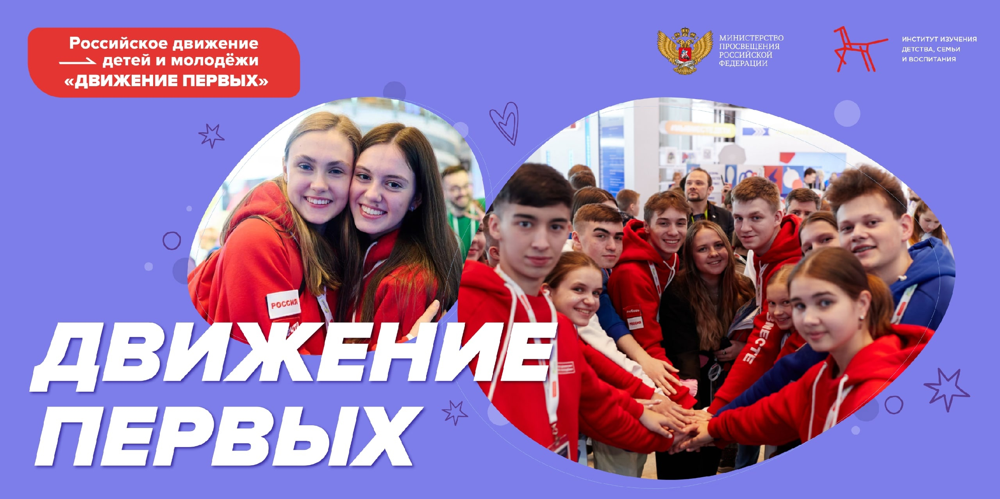 Российское движение
детей и молодёжи
«ДВИЖЕНИЕ ПЕРВЫХ»
МИНИСТЕРСТВО
ПРОСВЕЩЕНИЯ
РОССИЙСКОЙ
ФЕДЕРАЦИИ
ИНСТИТУТ ИЗУЧЕНИЯ
ДЕТСТВА, СЕМЬИ
И ВОСПИТАНИЯ
РОССИЯ
РОССИЯ
ВМЕСТЕ
ДВИЖЕНИЕ
ПЕРВЫХ